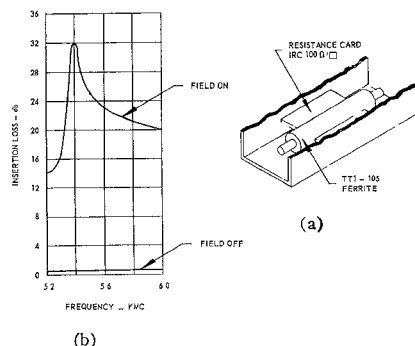 36
32
28
24
20
16
12
8
4
0
INSERTION LOSS – db
FIELD ON
FIELD OFF
5.2
5.6
6.0
FREQUENCY – KMC
(b)
RESISTANCE CARD
IRC 100 Ω/□
TT1 – 105
FERRITE
(a)